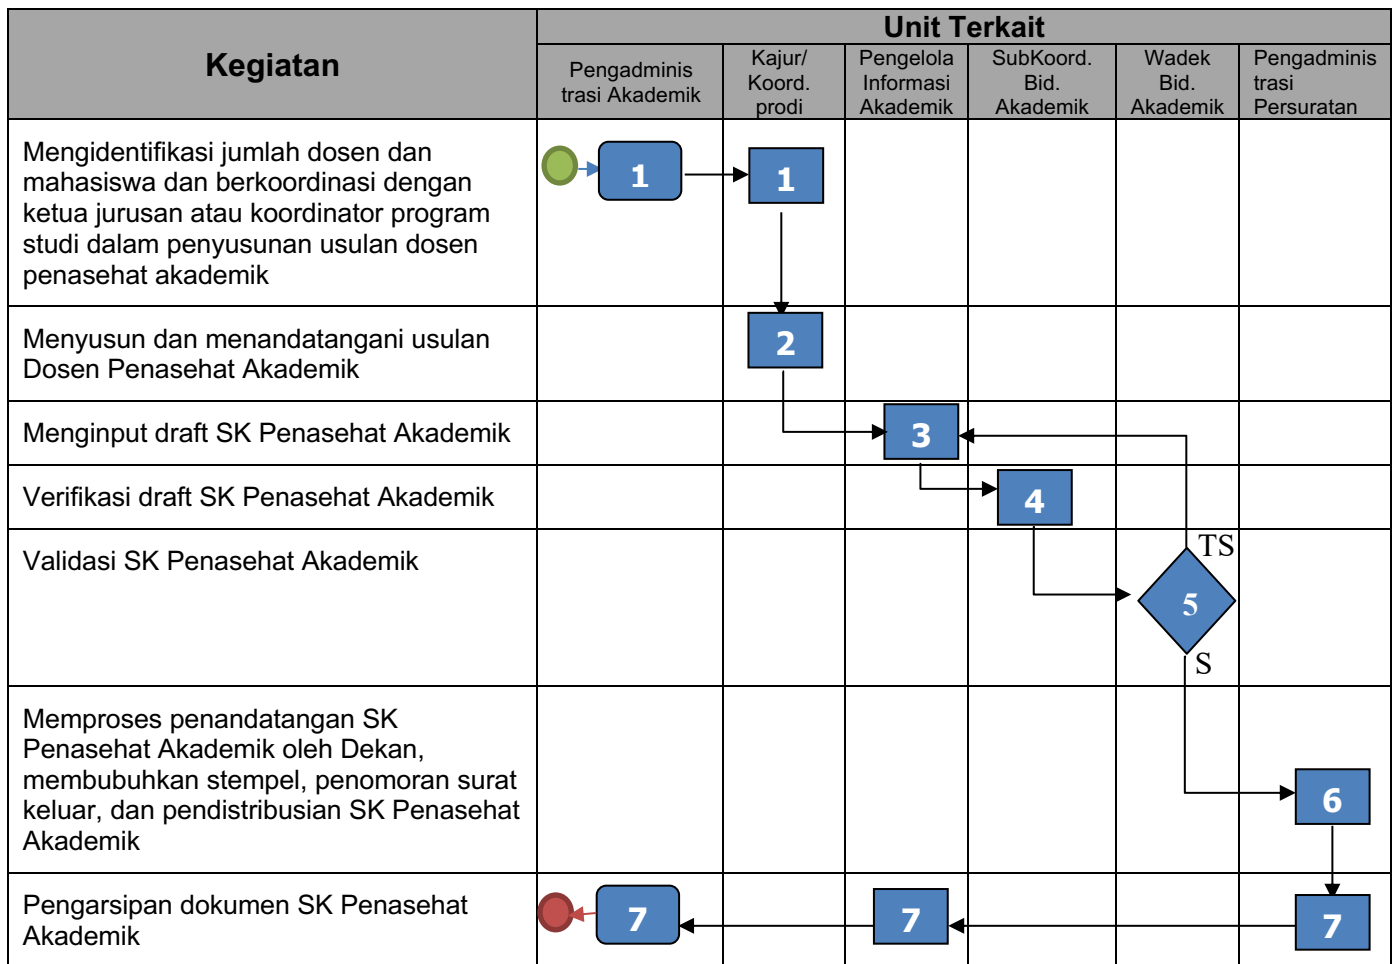 Kegiatan
Unit Terkait
Pengadminis
trasi Akademik
Kajur/
Koord.
prodi
Pengelola
Informasi
Akademik
SubKoord.
Bid.
Akademik
Wadek
Bid.
Akademik
Pengadminis
trasi
Persuratan
Mengidentifikasi jumlah dosen dan
mahasiswa dan berkoordinasi dengan
ketua jurusan atau koordinator program
studi dalam penyusunan usulan dosen
penasehat akademik
1
1
Menyusun dan menandatangani usulan
Dosen Penasehat Akademik
2
Menginput draft SK Penasehat Akademik
3
Verifikasi draft SK Penasehat Akademik
4
Validasi SK Penasehat Akademik
TS
5
S
Memproses penandatangan SK
Penasehat Akademik oleh Dekan,
membubuhkan stempel, penomoran surat
keluar, dan pendistribusian SK Penasehat
Akademik
6
Pengarsipan dokumen SK Penasehat
Akademik
7
7
7